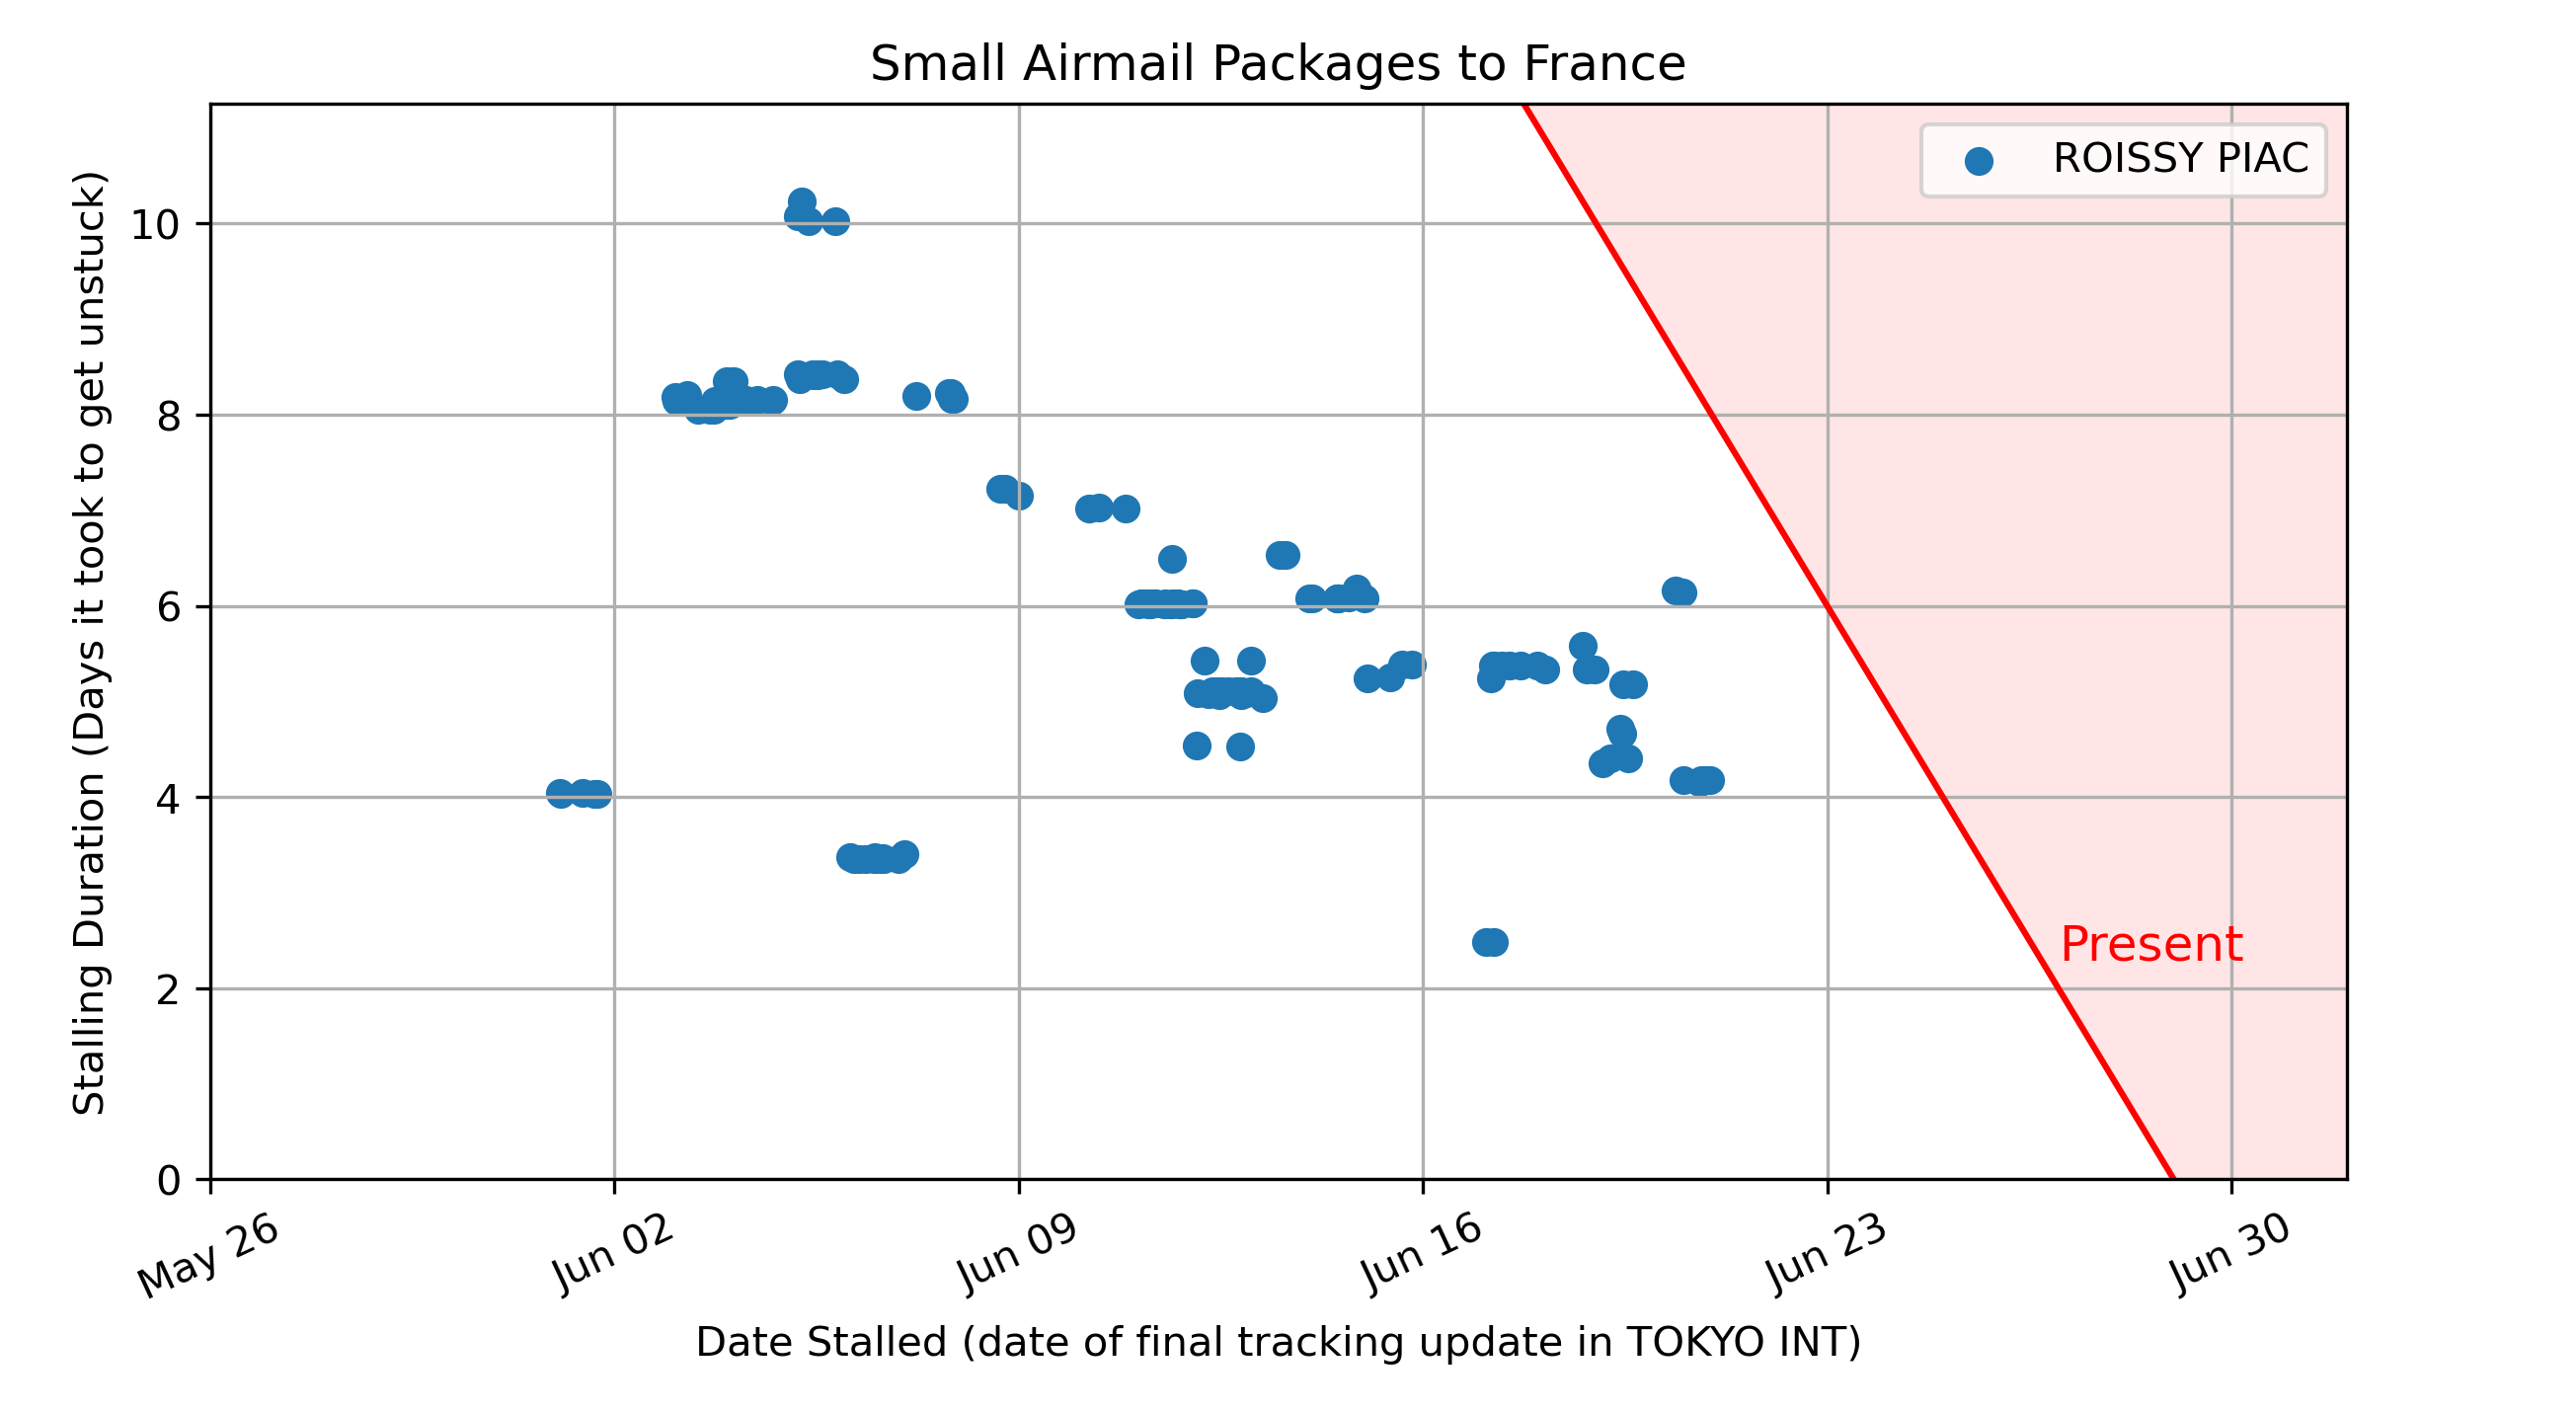 Small Airmail Packages to France
ROISSY PIAC
Stalling Duration (Days it took to get unstuck)
10
8
6
4
2
0
Present
May 26
Jun 02
Jun 09
Jun 16
Jun 23
Jun 30
Date Stalled (date of final tracking update in TOKYO INT)